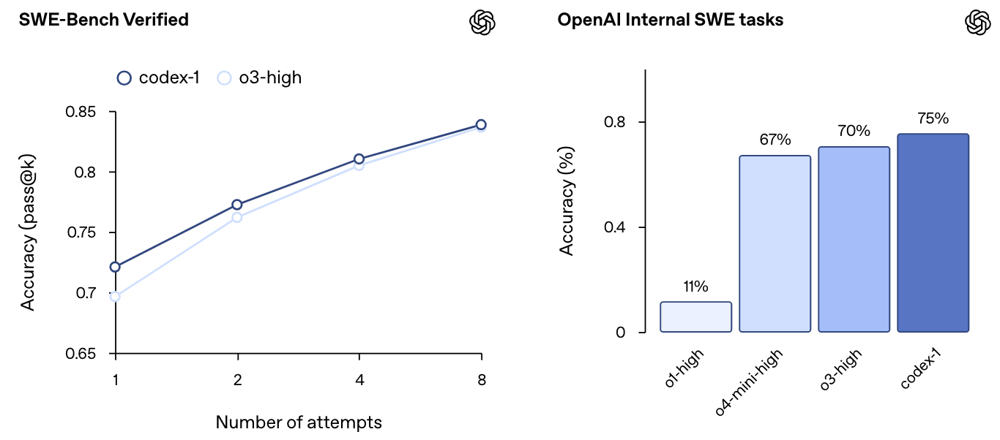 SWE-Bench Verified
codex-1 o3-high
Accuracy (pass@k)
0.85
0.8
0.75
0.7
0.65
1 2 4 8
Number of attempts
OpenAI Internal SWE tasks
Accuracy (%)
0.8
0.4
0
11%
67%
70%
75%
o1-high
o4-mini-high
o3-high
codex-1